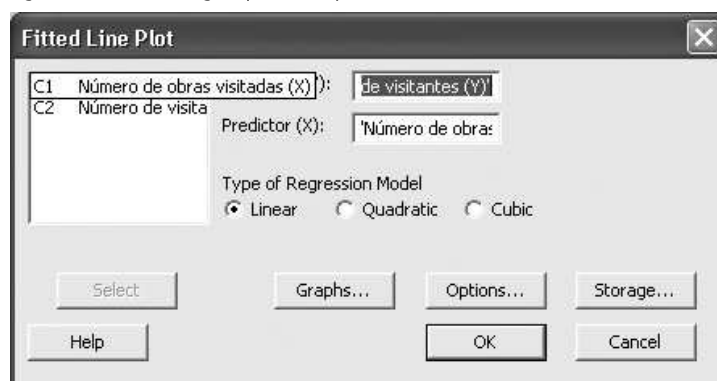 Fitted Line Plot
C1 Número de obras visitadas (X) '): de visitantes (Y)'
C2 Número de visita
Predictor (X): 'Número de obras
Type of Regression Model
Linear Quadratic Cubic
Select Graphs... Options... Storage...
Help OK Cancel